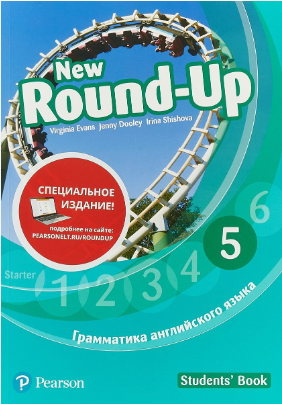 New
Round-Up
Virginia Evans Jenny Dooley Irina Shishova
СПЕЦИАЛЬНОЕ
ИЗДАНИЕ!
подробнее на сайте:
PEARSONELT.RU/ROUNDUP
Starter 1 2 3 4 5 6
Грамматика английского языка
Pearson
Students' Book